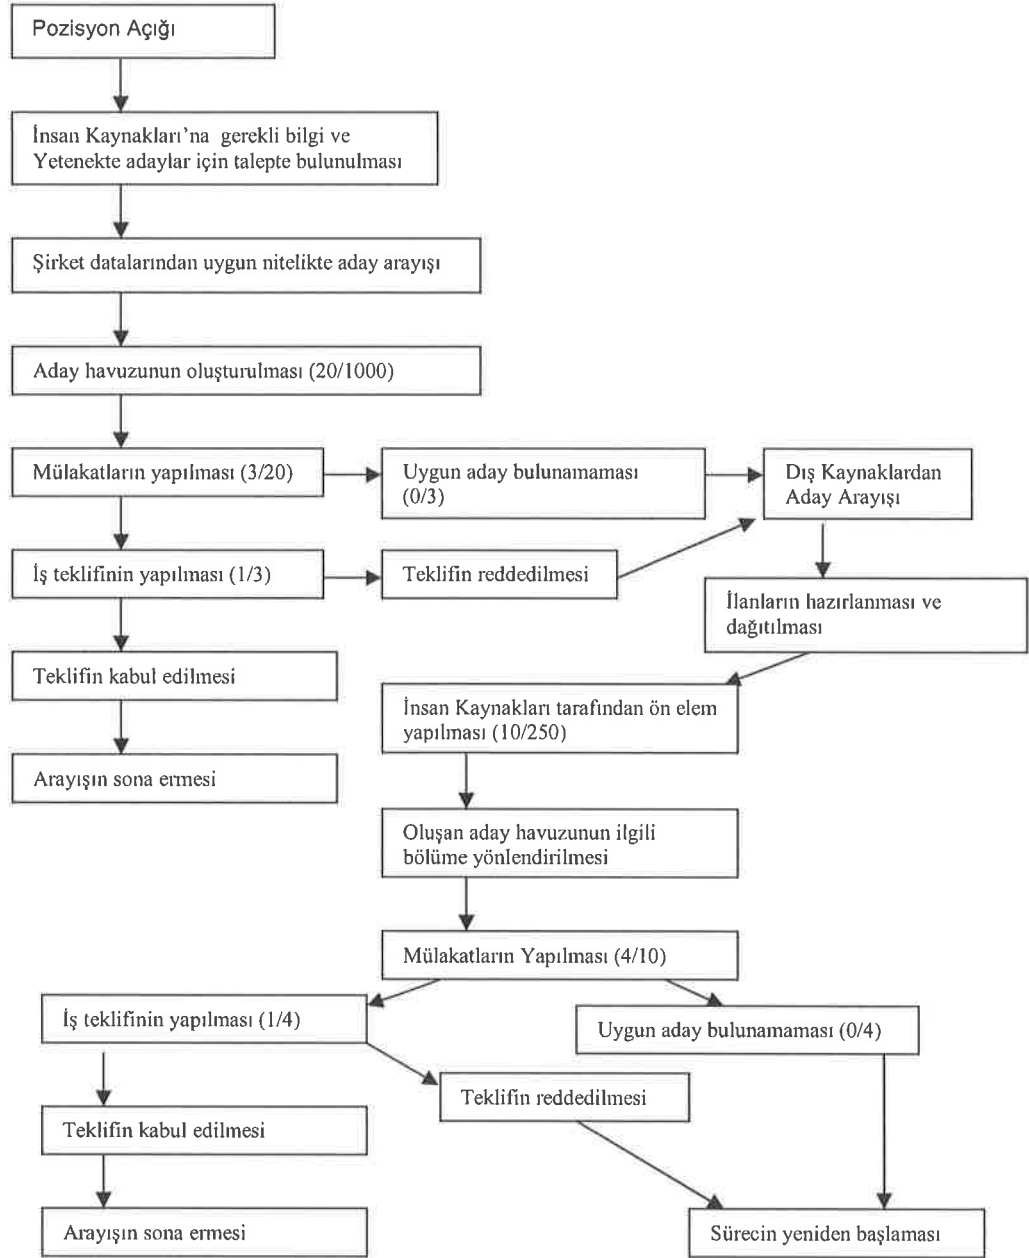 Pozisyon Açığı
İnsan Kaynakları'na gerekli bilgi ve
Yetenekte adaylar için talepte bulunulması
Şirket datalarından uygun nitelikte aday arayışı
Aday havuzunun oluşturulması (20/1000)
Mülakatların yapılması (3/20)
Uygun aday bulunamaması
(0/3)
Dış Kaynaklardan
Aday Arayışı
İş teklifinin yapılması (1/3)
Teklifin reddedilmesi
İlanların hazırlanması ve
dağıtılması
Teklifin kabul edilmesi
İnsan Kaynakları tarafından ön elem
yapılması (10/250)
Arayışın sona ermesi
Oluşan aday havuzunun ilgili
bölüme yönlendirilmesi
Mülakatların Yapılması (4/10)
İş teklifinin yapılması (1/4)
Uygun aday bulunamaması (0/4)
Teklifin reddedilmesi
Teklifin kabul edilmesi
Arayışın sona ermesi
Sürecin yeniden başlaması